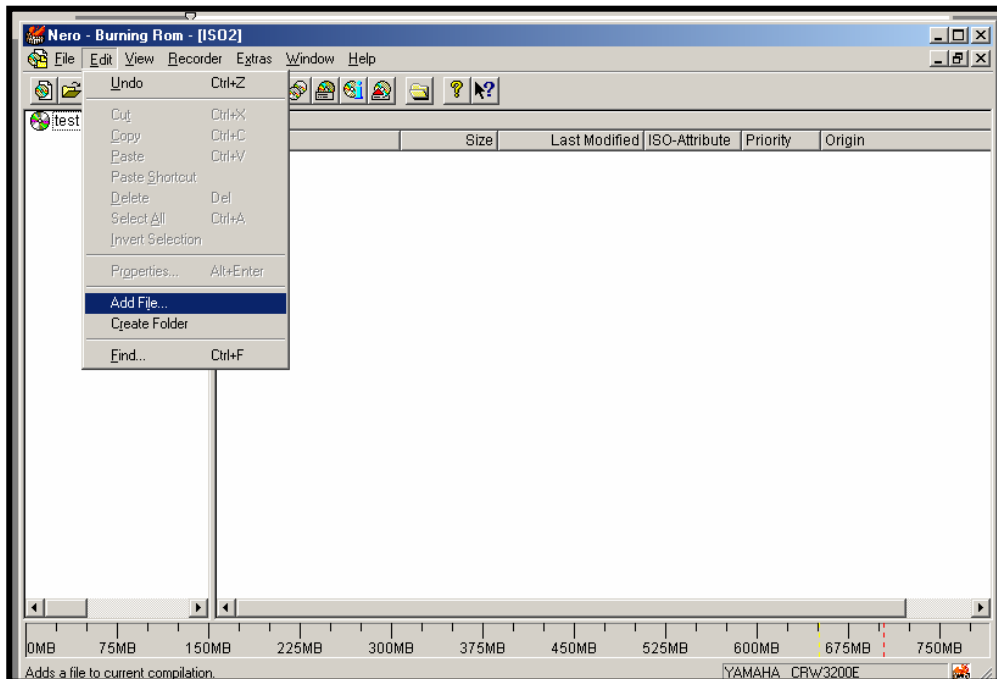 Nero - Burning Rom - [ISO2]
File Edit View Recorder Extras Window Help
Undo Ctrl+Z
Cut Ctrl+X
Copy Ctrl+C
Paste Ctrl+V
Paste Shortcut
Delete Del
Select All Ctrl+A
Invert Selection
Properties... Alt+Enter
Add File...
Create Folder
Find... Ctrl+F
test
Size Last Modified ISO-Attribute Priority Origin
0MB 75MB 150MB 225MB 300MB 375MB 450MB 525MB 600MB 675MB 750MB
Adds a file to current compilation. YAMAHA CRW3200E